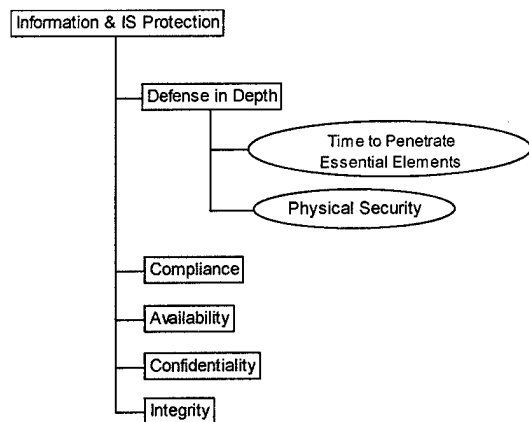 Information & IS Protection
Defense in Depth
Time to Penetrate
Essential Elements
Physical Security
Compliance
Availability
Confidentiality
Integrity